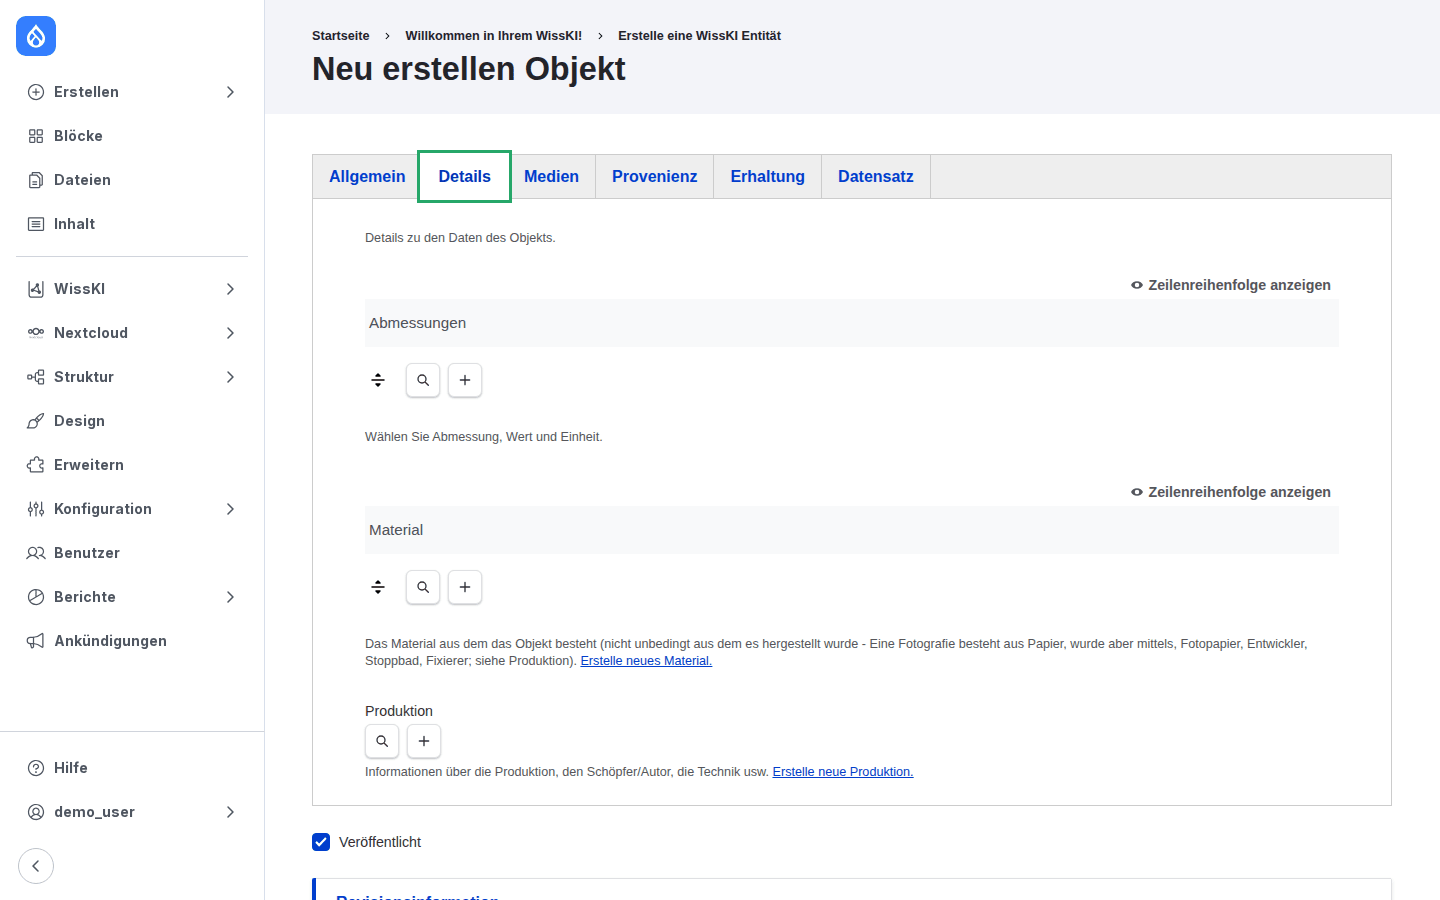 Startseite > Willkommen in Ihrem WissKI! > Erstelle eine WissKI Entität
Neu erstellen Objekt
Erstellen
Blöcke
Dateien
Inhalt
WissKI
Nextcloud
Struktur
Design
Erweitern
Konfiguration
Benutzer
Berichte
Ankündigungen
Hilfe
demo_user
Allgemein Details Medien Provenienz Erhaltung Datensatz
Details zu den Daten des Objekts.
Zeilenreihenfolge anzeigen
Abmessungen
Wählen Sie Abmessung, Wert und Einheit.
Zeilenreihenfolge anzeigen
Material
Das Material aus dem das Objekt besteht (nicht unbedingt aus dem es hergestellt wurde - Eine Fotografie besteht aus Papier, wurde aber mittels, Fotopapier, Entwickler,
Stoppbad, Fixierer; siehe Produktion). Erstelle neues Material.
Produktion
Informationen über die Produktion, den Schöpfer/Autor, die Technik usw. Erstelle neue Produktion.
Veröffentlicht
Revisionsinformation